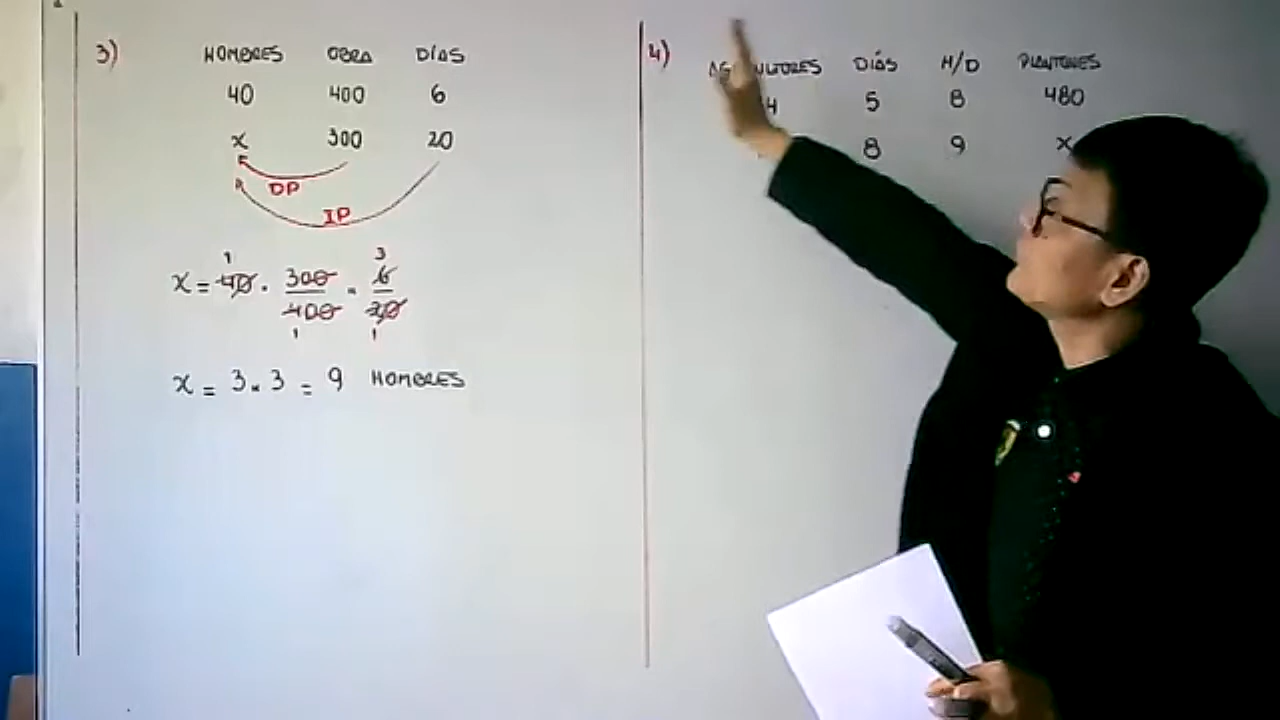 3)
HOMBRES OBRA DÍAS
40 400 6
x 300 20
DP
IP
1 3
x = 40 . 300/400 . 6/20
1 1
x = 3 . 3 = 9 HOMBRES
4)
DÍAS H/D PLANTONES
5 8 480
8 9 x